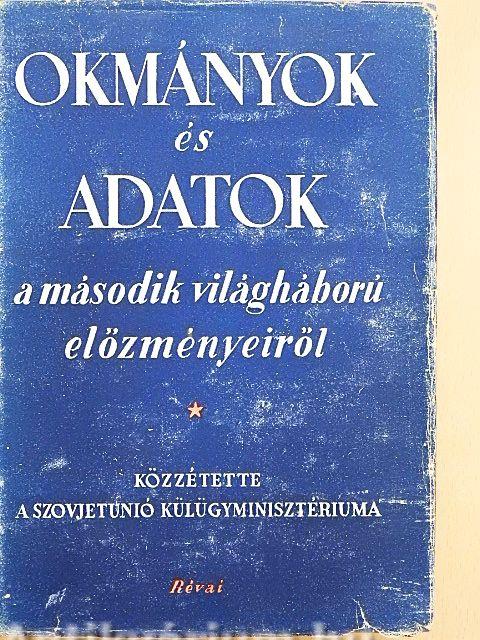 OKMÁNYOK
és
ADATOK
a második világháború
előzményeiről
KÖZZÉTETTE
A SZOVJETUNIÓ KÜLÜGYMINISZTÉRIUMA
Révai